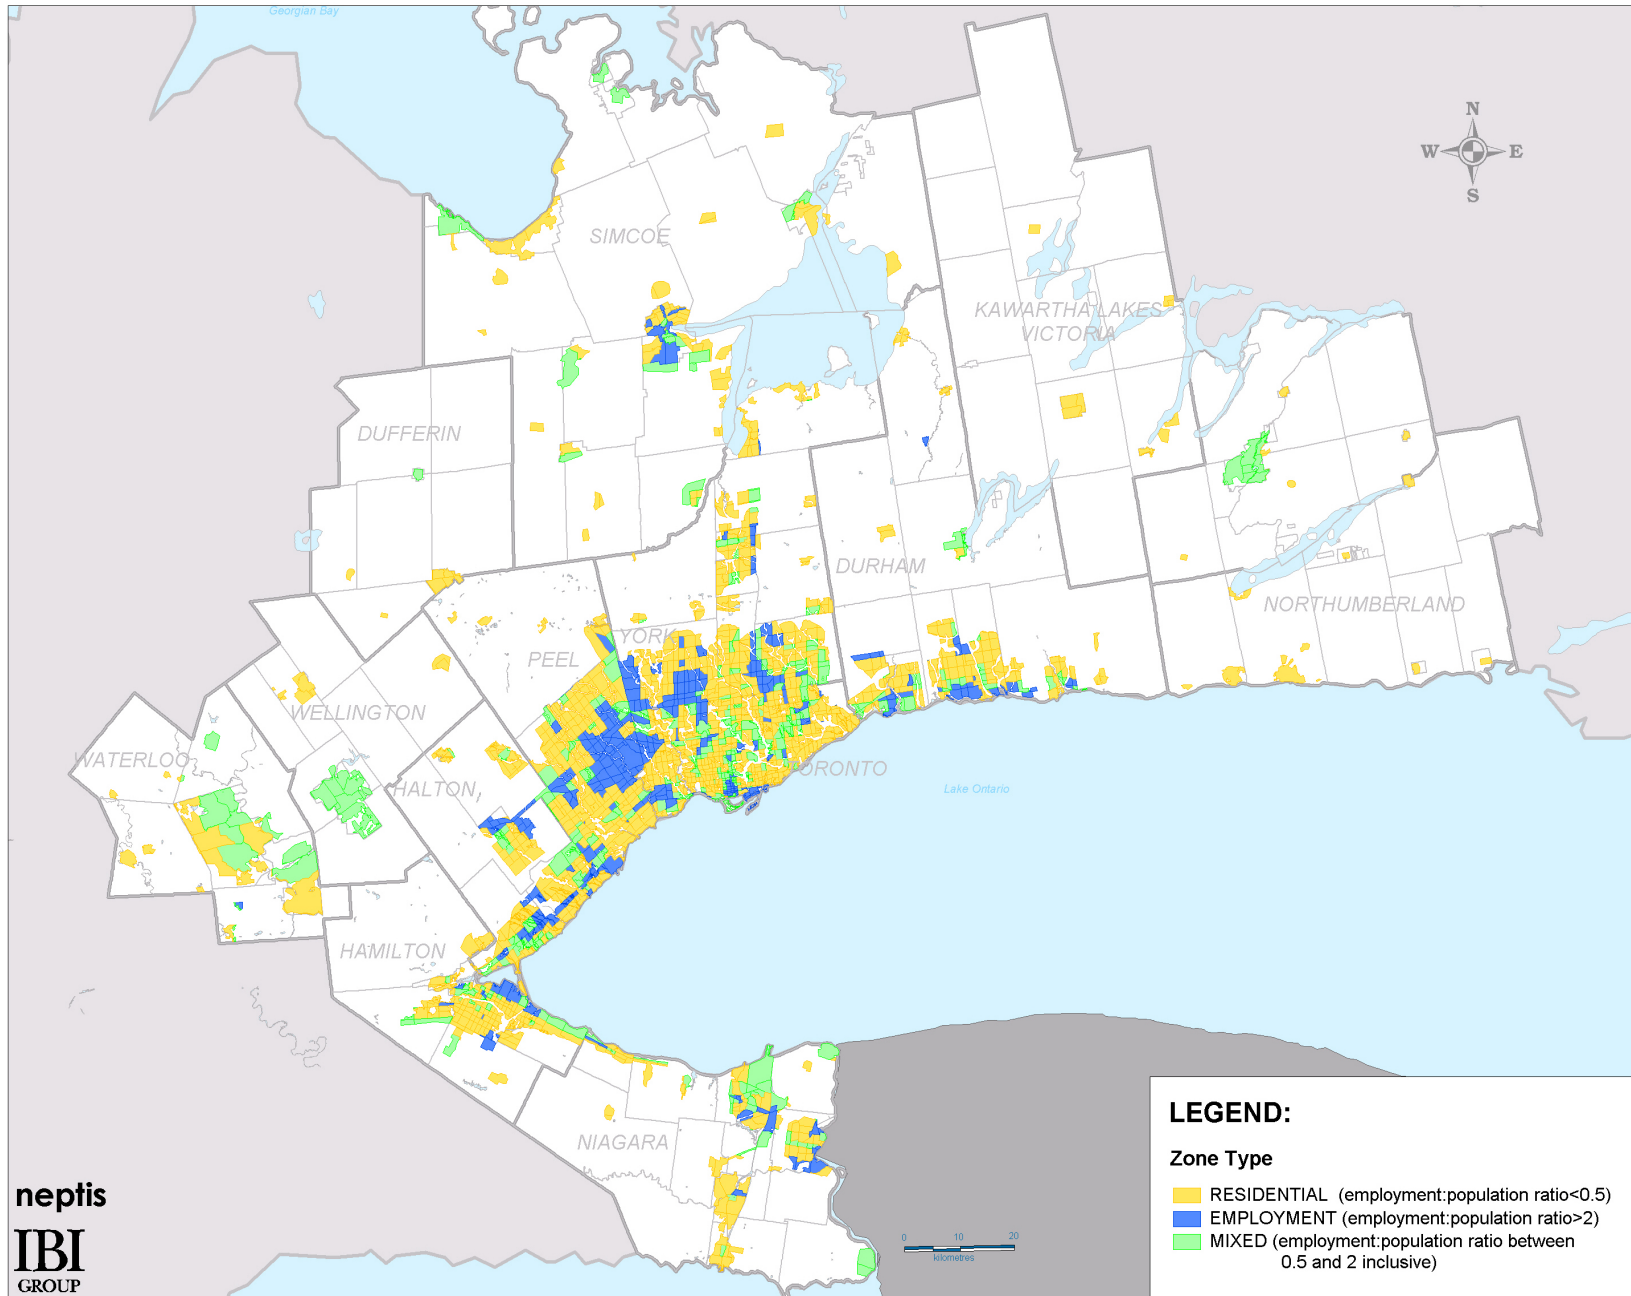 Georgian Bay
N
W
E
S
SIMCOE
KAWARTHA LAKES
VICTORIA
DUFFERIN
DURHAM
NORTHUMBERLAND
YORK
PEEL
WELLINGTON
WATERLOO
TORONTO
HALTON
Lake Ontario
HAMILTON
NIAGARA
LEGEND:
Zone Type
RESIDENTIAL (employment:population ratio<0.5)
EMPLOYMENT (employment:population ratio>2)
MIXED (employment:population ratio between
0.5 and 2 inclusive)
0 10 20
kilometres
neptis
IBI
GROUP